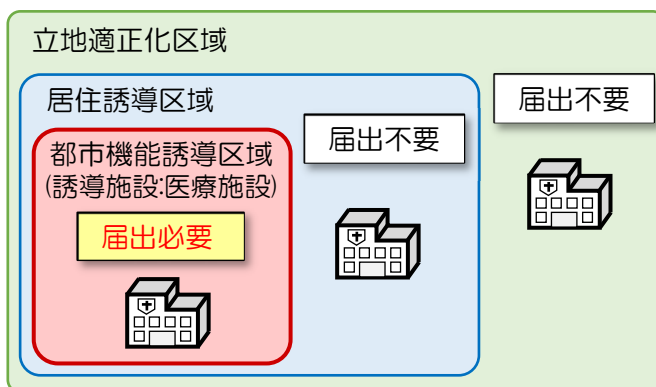 立地適正化区域
届出不要
居住誘導区域
届出不要
都市機能誘導区域
(誘導施設:医療施設)
届出必要